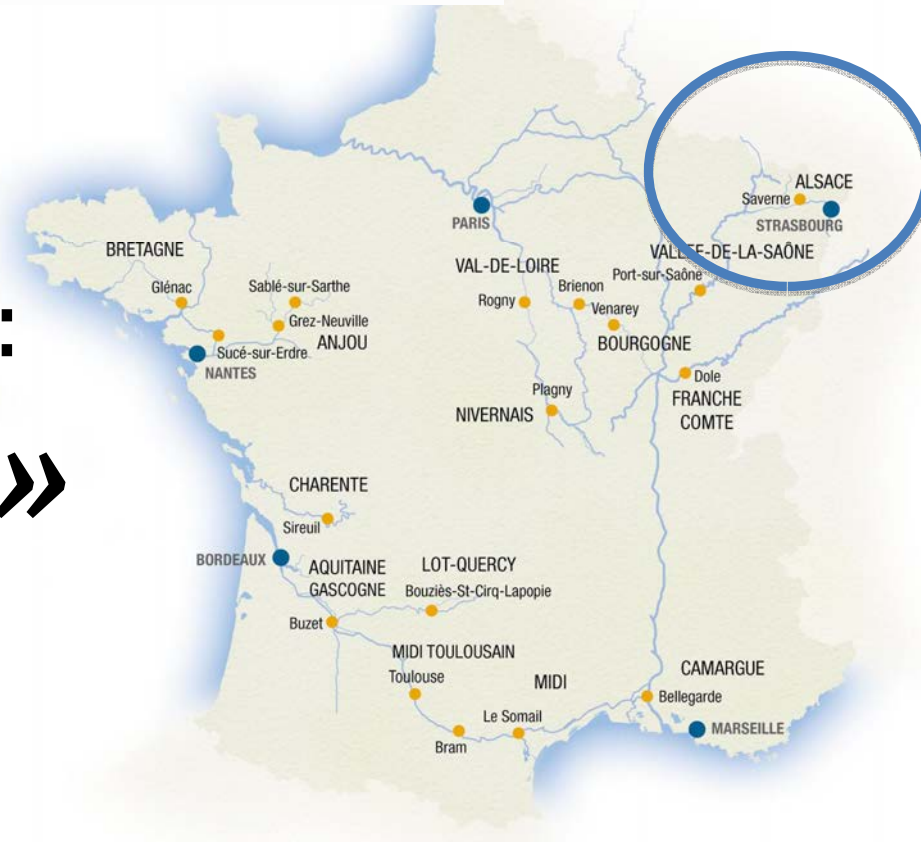 ALSACE
Saverne
STRASBOURG
PARIS
BRETAGNE
VALLEE-DE-LA-SAÔNE
VAL-DE-LOIRE
Port-sur-Saône
Glénac
Sablé-sur-Sarthe
Brienon
Rogny
Venarey
Grez-Neuville
:
ANJOU
BOURGOGNE
Sucé-sur-Erdre
NANTES
Dole
Plagny
FRANCHE
COMTE
NIVERNAIS
»
CHARENTE
Sireuil
BORDEAUX
AQUITAINE
GASCOGNE
LOT-QUERCY
Bouziès-St-Cirq-Lapopie
Buzet
MIDI TOULOUSAIN
Toulouse
MIDI
CAMARGUE
Bellegarde
Le Somail
MARSEILLE
Bram